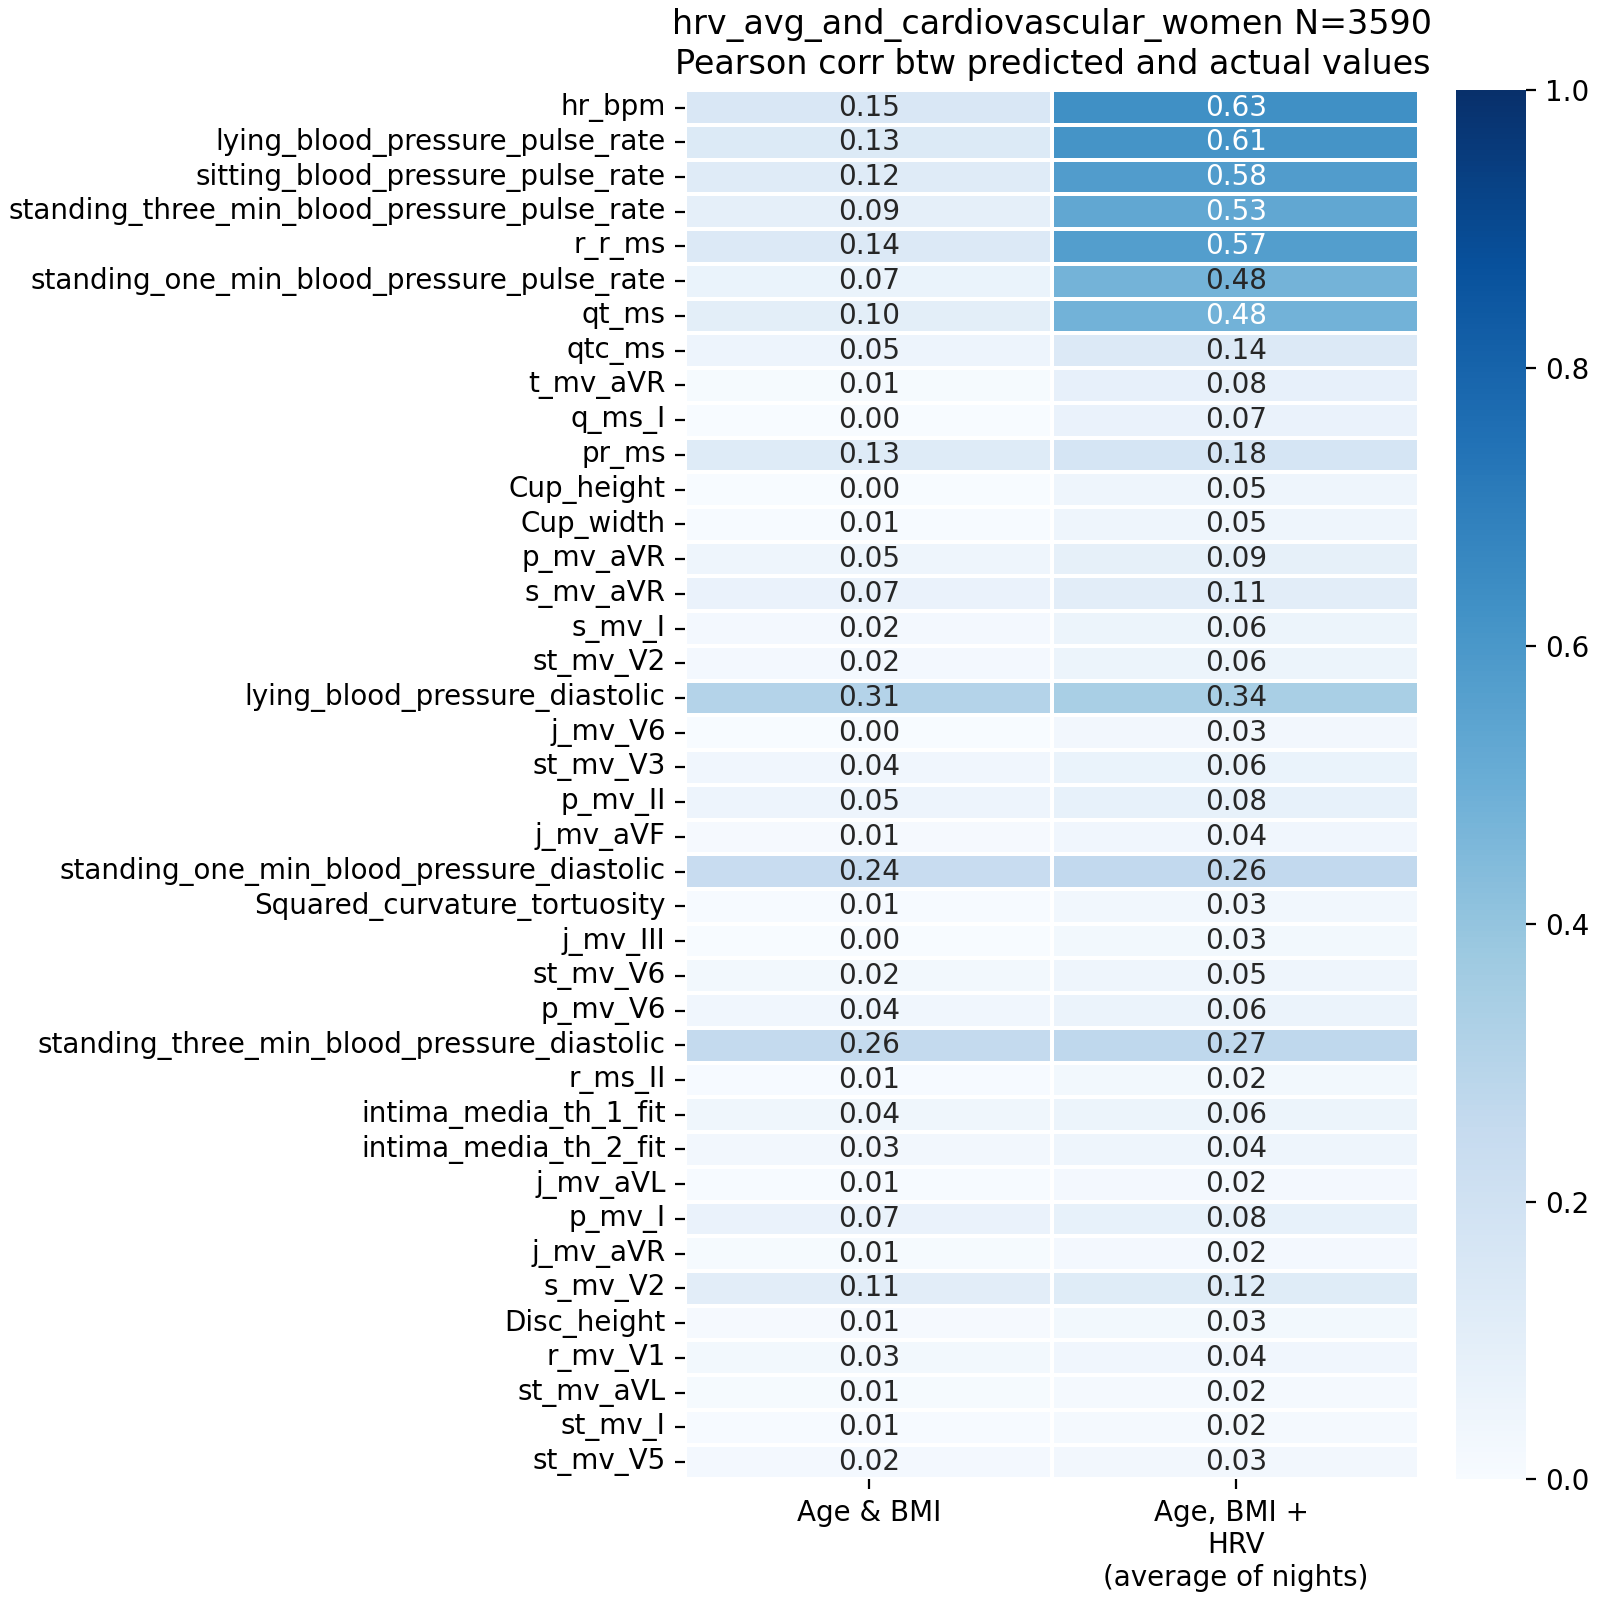 hrv_avg_and_cardiovascular_women N=3590
Pearson corr btw predicted and actual values
hr_bpm 0.15 0.63
lying_blood_pressure_pulse_rate 0.13 0.61
sitting_blood_pressure_pulse_rate 0.12 0.58
standing_three_min_blood_pressure_pulse_rate 0.09 0.53
r_r_ms 0.14 0.57
standing_one_min_blood_pressure_pulse_rate 0.07 0.48
qt_ms 0.10 0.48
qtc_ms 0.05 0.14
t_mv_aVR 0.01 0.08
q_ms_I 0.00 0.07
pr_ms 0.13 0.18
Cup_height 0.00 0.05
Cup_width 0.01 0.05
p_mv_aVR 0.05 0.09
s_mv_aVR 0.07 0.11
s_mv_I 0.02 0.06
st_mv_V2 0.02 0.06
lying_blood_pressure_diastolic 0.31 0.34
j_mv_V6 0.00 0.03
st_mv_V3 0.04 0.06
p_mv_II 0.05 0.08
j_mv_aVF 0.01 0.04
standing_one_min_blood_pressure_diastolic 0.24 0.26
Squared_curvature_tortuosity 0.01 0.03
j_mv_III 0.00 0.03
st_mv_V6 0.02 0.05
p_mv_V6 0.04 0.06
standing_three_min_blood_pressure_diastolic 0.26 0.27
r_ms_II 0.01 0.02
intima_media_th_1_fit 0.04 0.06
intima_media_th_2_fit 0.03 0.04
j_mv_aVL 0.01 0.02
p_mv_I 0.07 0.08
j_mv_aVR 0.01 0.02
s_mv_V2 0.11 0.12
Disc_height 0.01 0.03
r_mv_V1 0.03 0.04
st_mv_aVL 0.01 0.02
st_mv_I 0.01 0.02
st_mv_V5 0.02 0.03
Age & BMI
Age, BMI +
HRV
(average of nights)
1.0
0.8
0.6
0.4
0.2
0.0